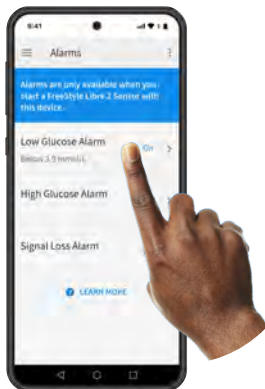 9:41
Alarms
Alarms are only available when you
start a FreeStyle Libre 2 Sensor with
this device.
Low Glucose Alarm
On
Below 3.9 mmol/L
High Glucose Alarm
Signal Loss Alarm
LEARN MORE